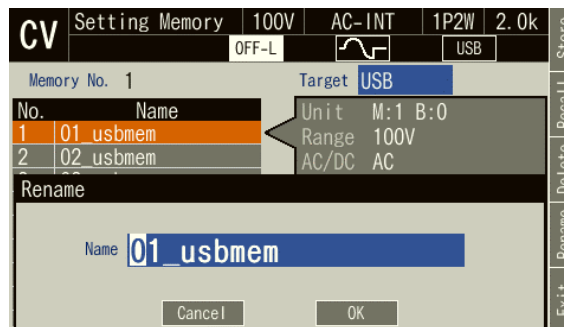 CV Setting Memory 100V AC-INT 1P2W 2.0k
OFF-L USB
Memory No. 1 Target USB
No. Name
1 01_usbmem
2 02_usbmem
Unit M:1 B:0
Range 100V
AC/DC AC
Rename
Name 01_usbmem
Cancel OK
Store
Recall
Delete
Rename
Exit